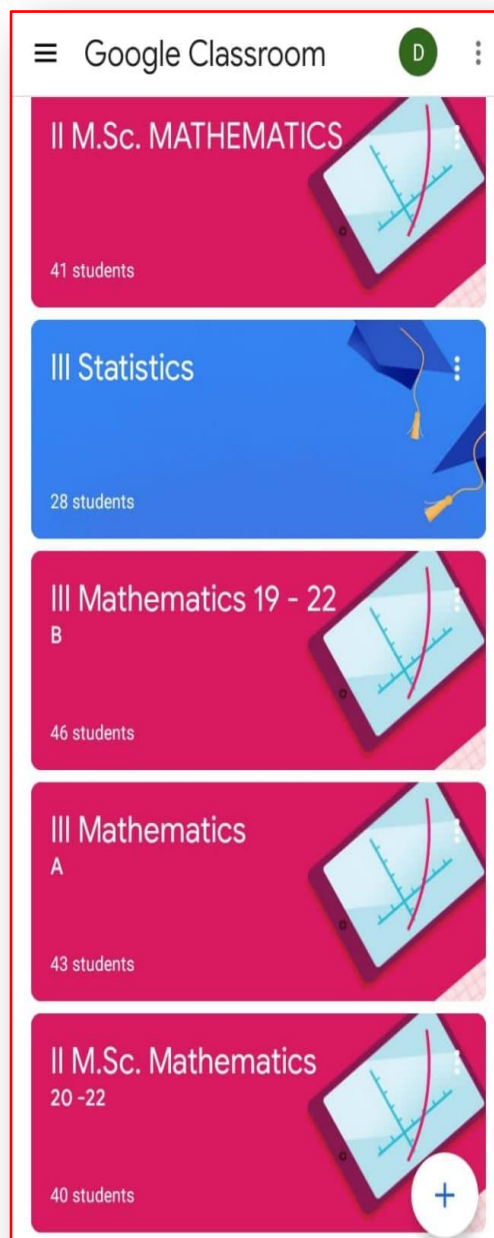 Google Classroom
D
II M.Sc. MATHEMATICS
41 students
III Statistics
28 students
III Mathematics 19 - 22
B
46 students
III Mathematics
A
43 students
II M.Sc. Mathematics
20 -22
40 students